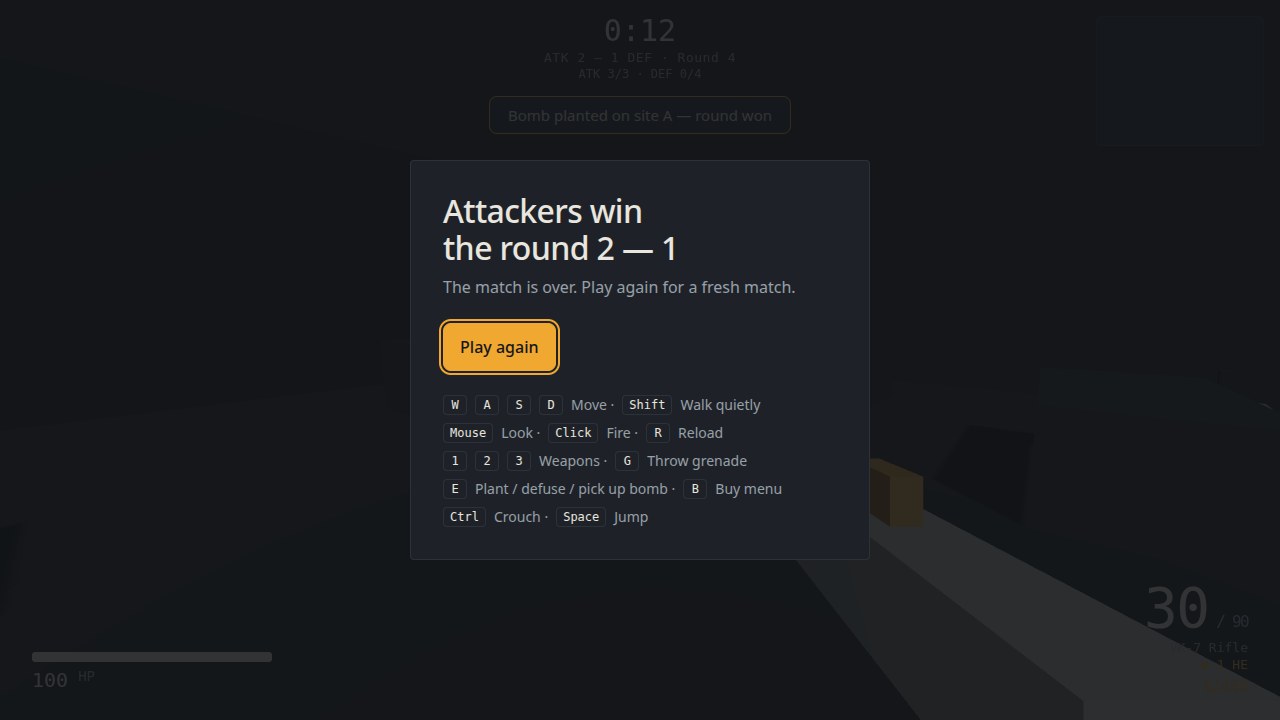 0:12
ATK 2 — 1 DEF · Round 4
ATK 3/3 · DEF 0/4
Bomb planted on site A — round won
Attackers win
the round 2 — 1
The match is over. Play again for a fresh match.
Play again
W A S D Move · Shift Walk quietly
Mouse Look · Click Fire · R Reload
1 2 3 Weapons · G Throw grenade
E Plant / defuse / pick up bomb · B Buy menu
Ctrl Crouch · Space Jump
30 / 90
Rifle
HE
100 HP